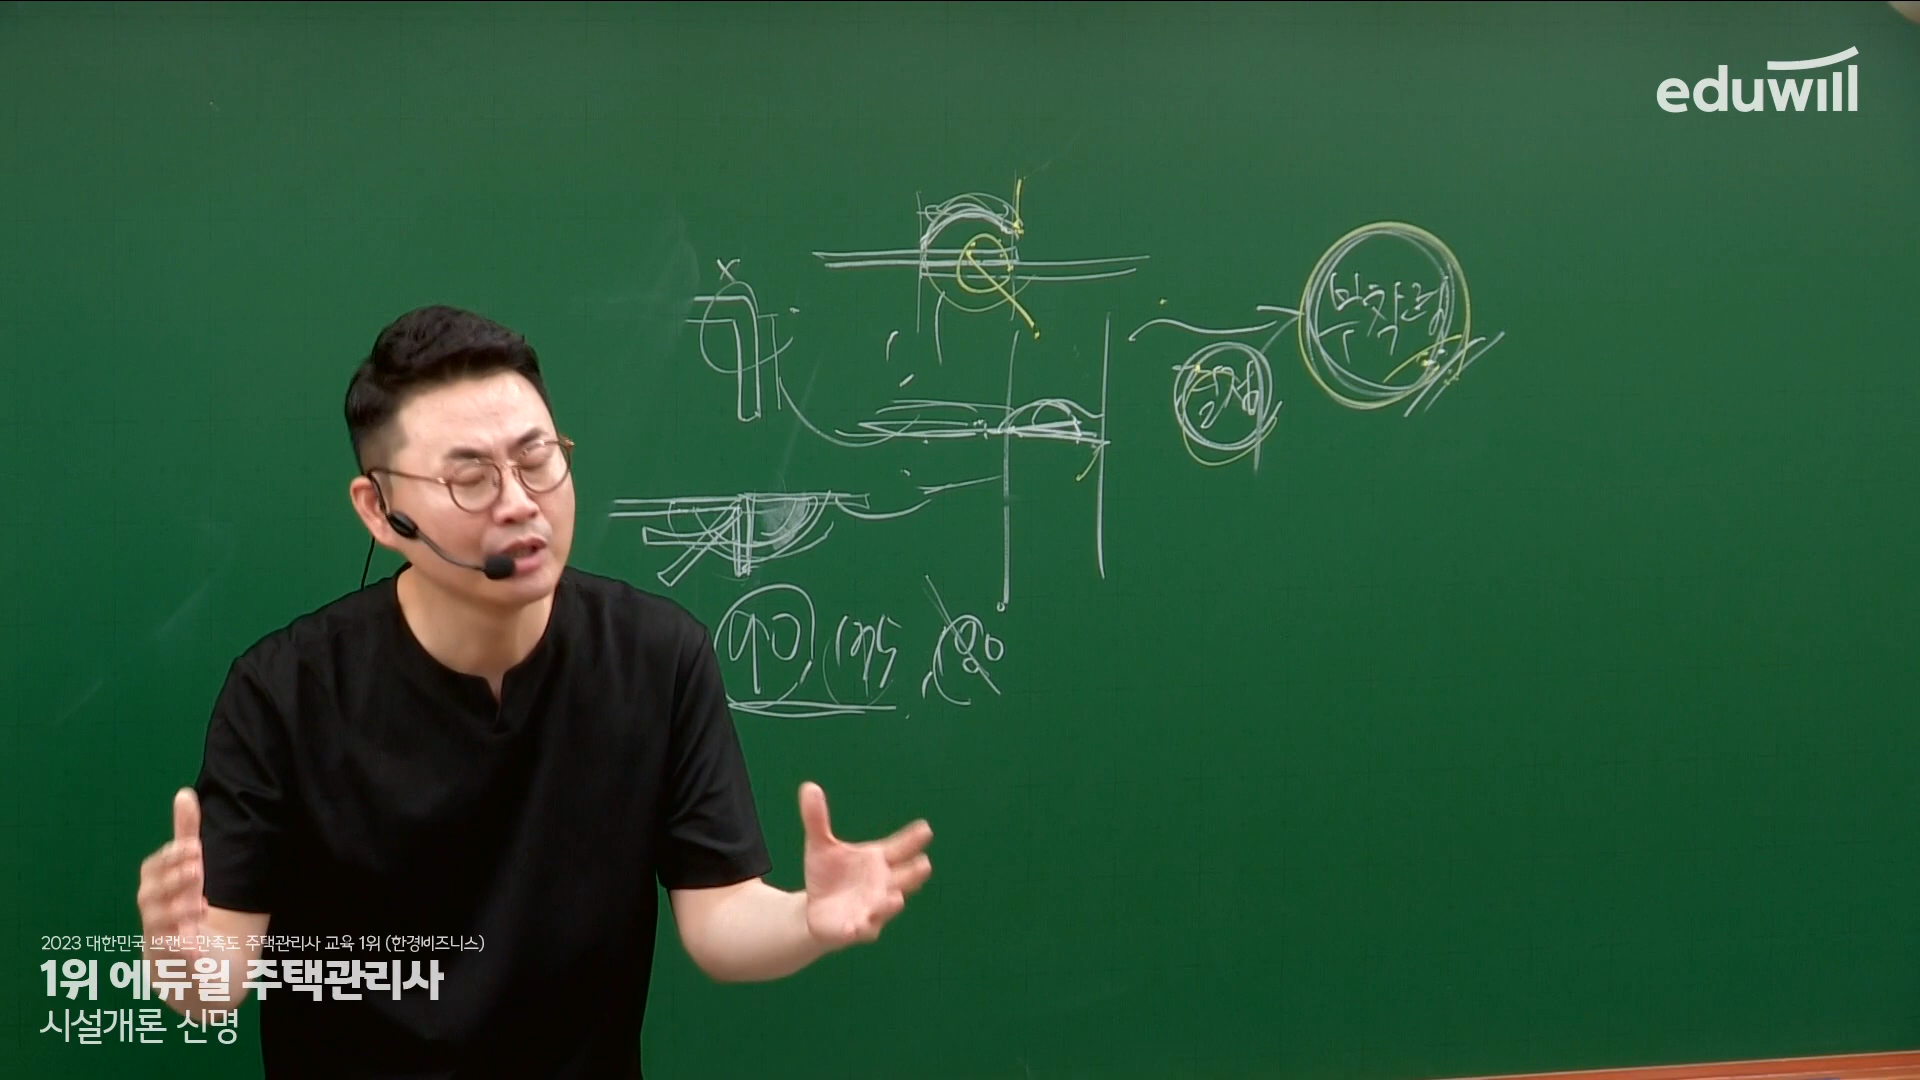 eduwill
x
부착력
90, 135, 180
2023 대한민국 브랜드만족도 주택관리사 교육 1위 (한경비즈니스)
1위 에듀윌 주택관리사
시설개론 신명